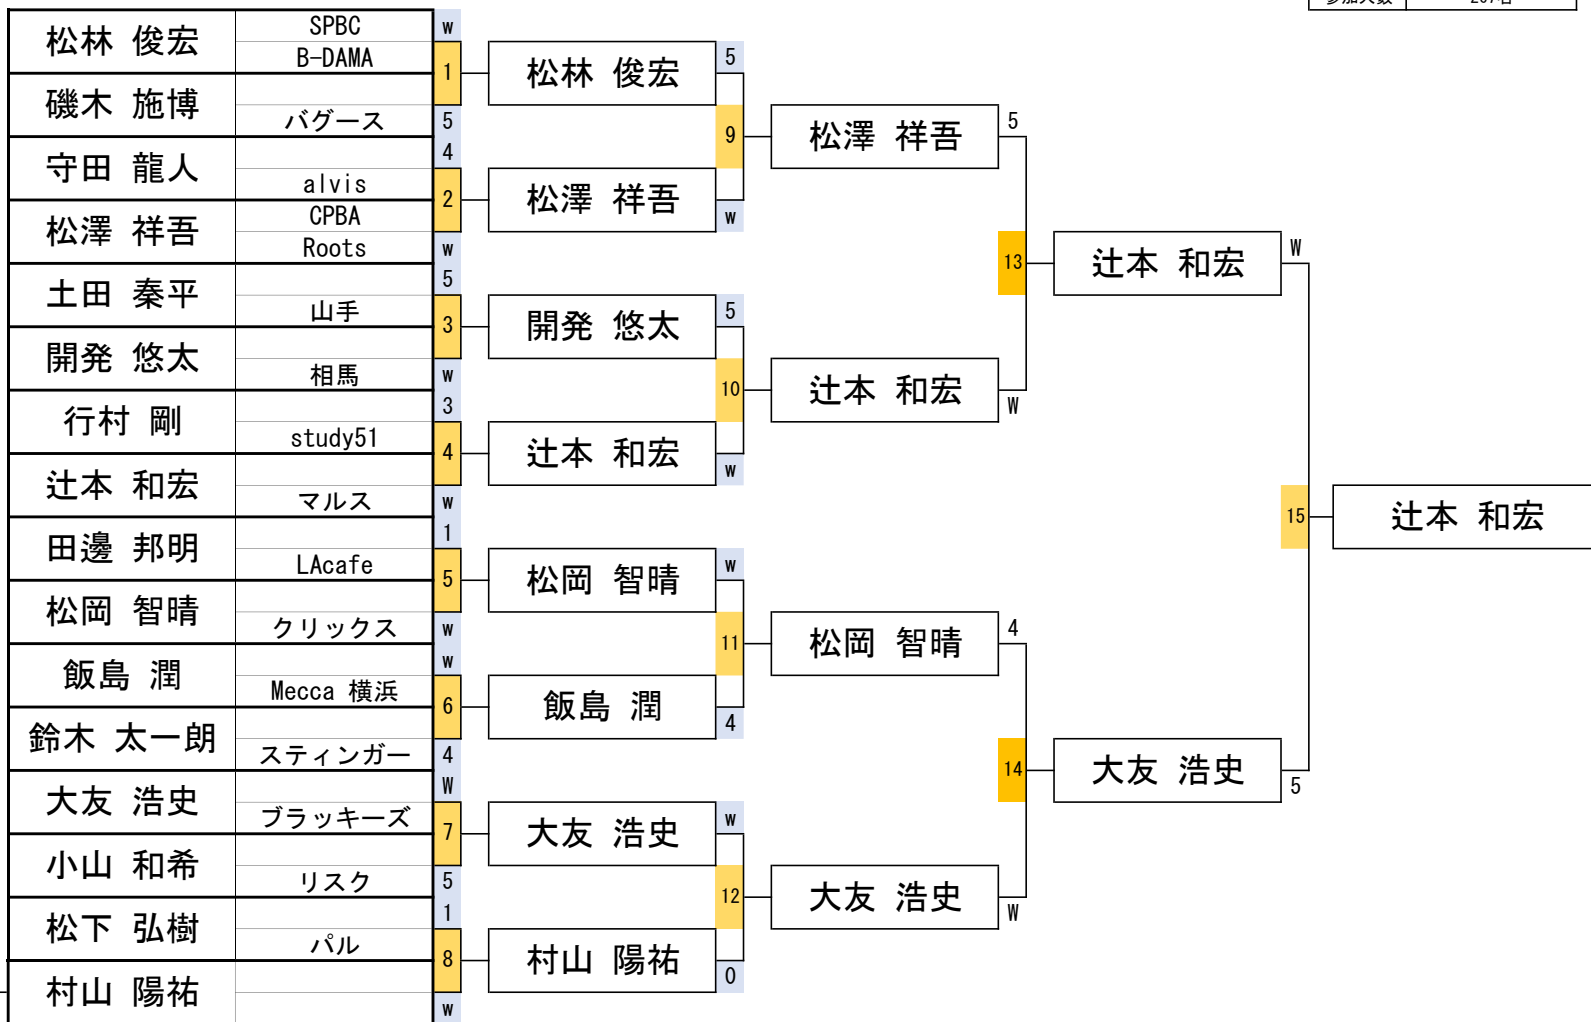 松林 俊宏 SPBC w
B-DAMA
1
磯木 施博
バグース 5
守田 龍人 4
alvis
2
松澤 祥吾 CPBA
Roots w
土田 秦平 5
山手
3
開発 悠太
相馬 w
行村 剛 3
study51
4
辻本 和宏
マルス w
田邊 邦明 1
LAcafe
5
松岡 智晴
クリックス w
飯島 潤 w
Mecca 横浜
6
鈴木 太一朗
スティンガー 4
大友 浩史 W
ブラッキーズ
7
小山 和希
リスク 5
松下 弘樹 1
パル
8
村山 陽祐
w
松林 俊宏 5
9
松澤 祥吾 w
開発 悠太 5
10
辻本 和宏 w
松岡 智晴 w
11
飯島 潤 4
大友 浩史 w
12
村山 陽祐 0
松澤 祥吾 5
13
辻本 和宏 W
松岡 智晴 4
14
大友 浩史 W
辻本 和宏 W
15
大友 浩史 5
辻本 和宏